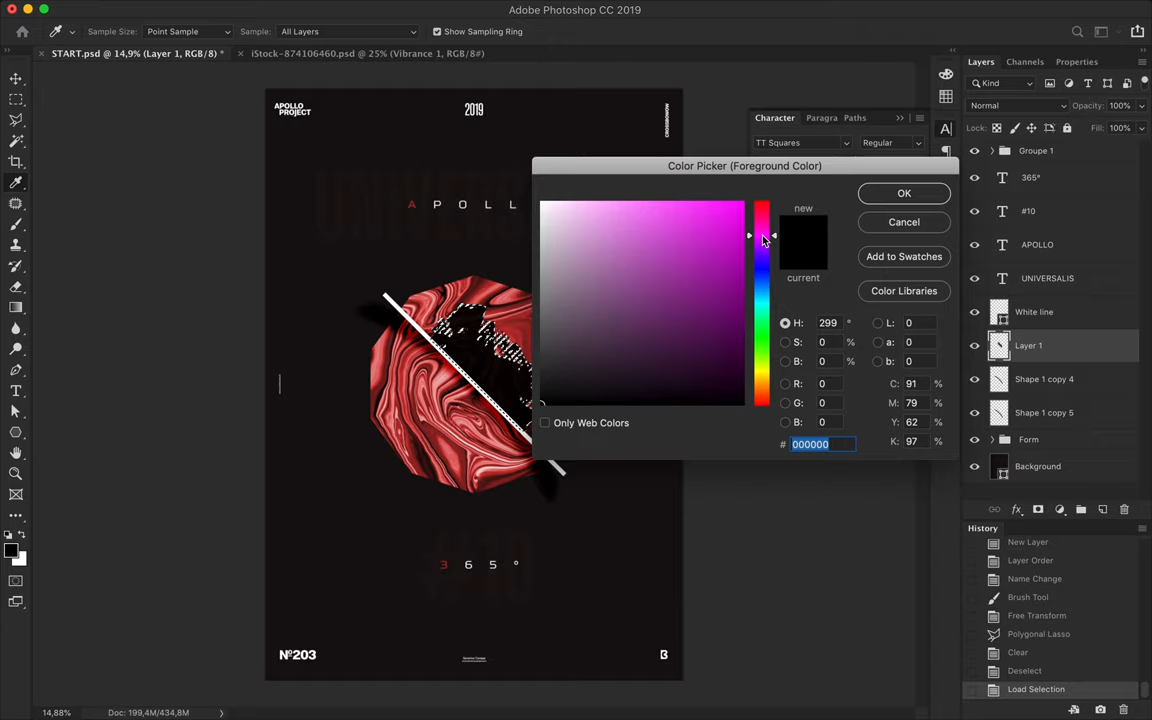 Adobe Photoshop CC 2019
Sample Size: Point Sample Sample: All Layers Show Sampling Ring
START.psd @ 14,9% (Layer 1, RGB/8) * iStock-874106460.psd @ 25% (Vibrance 1, RGB/8#)
APOLLO
PROJECT
2019
UNIVERS
A P O L L
#10
3 6 5 °
Nº203
Character Paragra Paths
TT Squares Regular
Color Picker (Foreground Color)
new
current
OK
Cancel
Add to Swatches
Color Libraries
H: 299 ° L: 0
S: 0 % a: 0
B: 0 % b: 0
R: 0 C: 91 %
G: 0 M: 79 %
B: 0 Y: 62 %
# 000000 K: 97 %
Only Web Colors
Layers Channels Properties
Kind
Normal Opacity: 100%
Lock: Fill: 100%
Groupe 1
365°
#10
APOLLO
UNIVERSALIS
White line
Layer 1
Shape 1 copy 4
Shape 1 copy 5
Form
Background
fx
History
New Layer
Layer Order
Name Change
Brush Tool
Free Transform
Polygonal Lasso
Clear
Deselect
Load Selection
14,88% Doc: 199,4M/434,8M